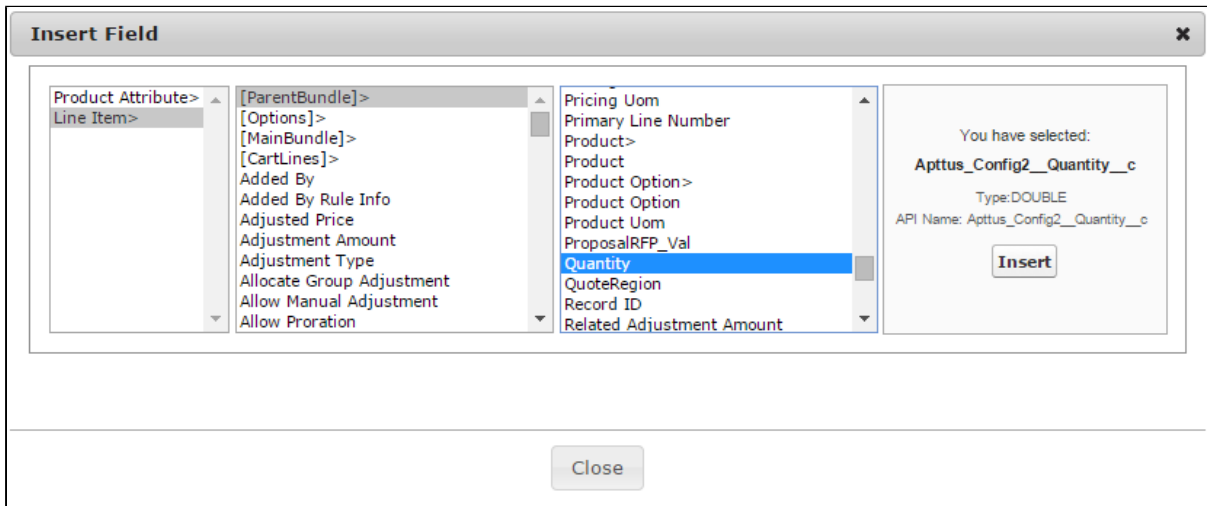 Insert Field
Product Attribute>
Line Item>
[ParentBundle]>
[Options]>
[MainBundle]>
[CartLines]>
Added By
Added By Rule Info
Adjusted Price
Adjustment Amount
Adjustment Type
Allocate Group Adjustment
Allow Manual Adjustment
Allow Proration
Pricing Uom
Primary Line Number
Product>
Product
Product Option>
Product Option
Product Uom
ProposalRFP_Val
Quantity
QuoteRegion
Record ID
Related Adjustment Amount
You have selected:
Apttus_Config2__Quantity__c
Type:DOUBLE
API Name: Apttus_Config2__Quantity__c
Insert
Close